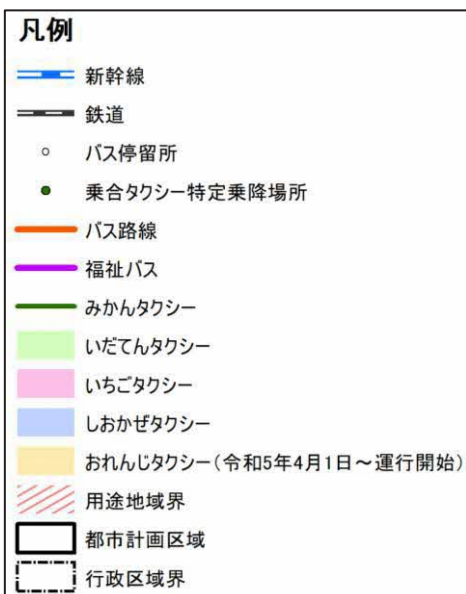 凡例
新幹線
鉄道
バス停留所
乗合タクシー特定乗降場所
バス路線
福祉バス
みかんタクシー
いだてんタクシー
いちごタクシー
しおかぜタクシー
おれんじタクシー(令和5年4月1日～運行開始)
用途地域界
都市計画区域
行政区域界